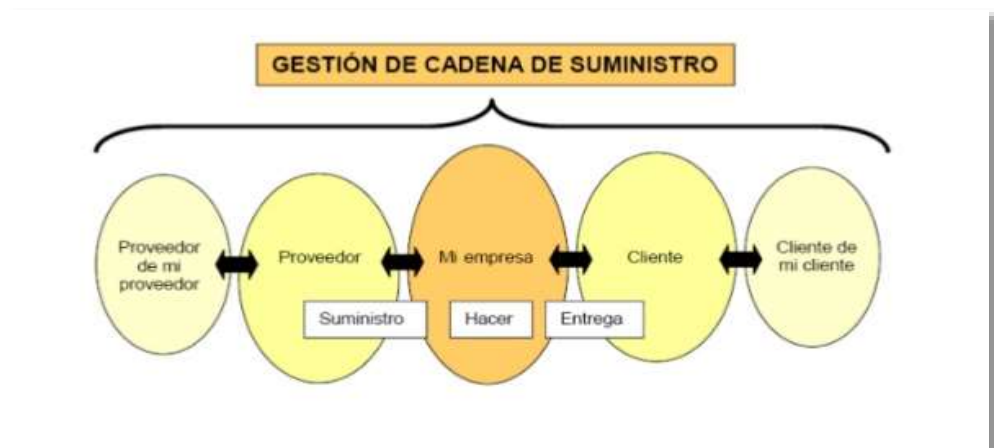 GESTIÓN DE CADENA DE SUMINISTRO
Proveedor
de mi
proveedor
Proveedor
Mi empresa
Cliente
Cliente de
mi cliente
Suministro
Hacer
Entrega